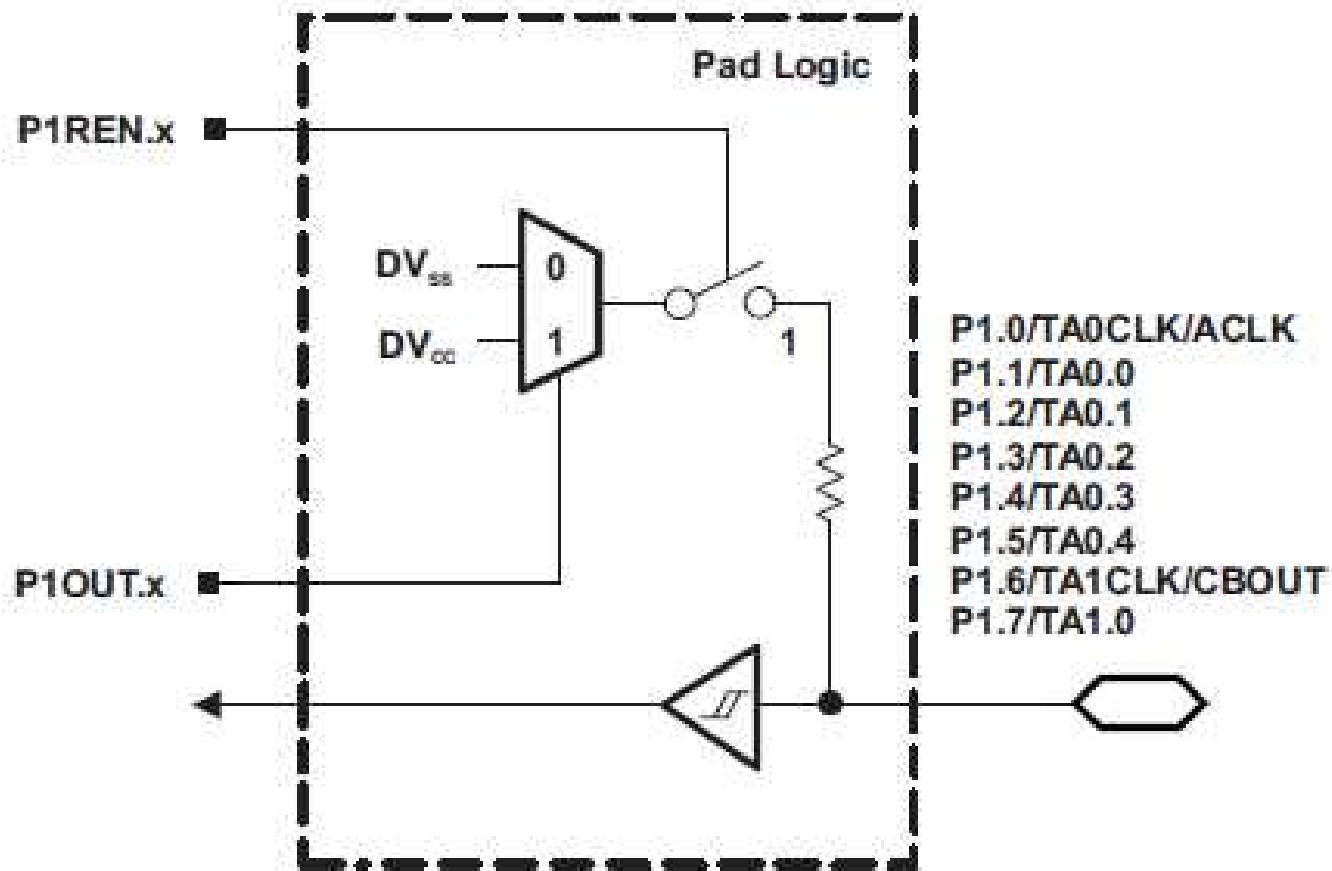 Pad Logic
P1REN.x
DVss
0
DVcc
1
1
P1.0/TA0CLK/ACLK
P1.1/TA0.0
P1.2/TA0.1
P1.3/TA0.2
P1.4/TA0.3
P1.5/TA0.4
P1.6/TA1CLK/CBOUT
P1.7/TA1.0
P1OUT.x